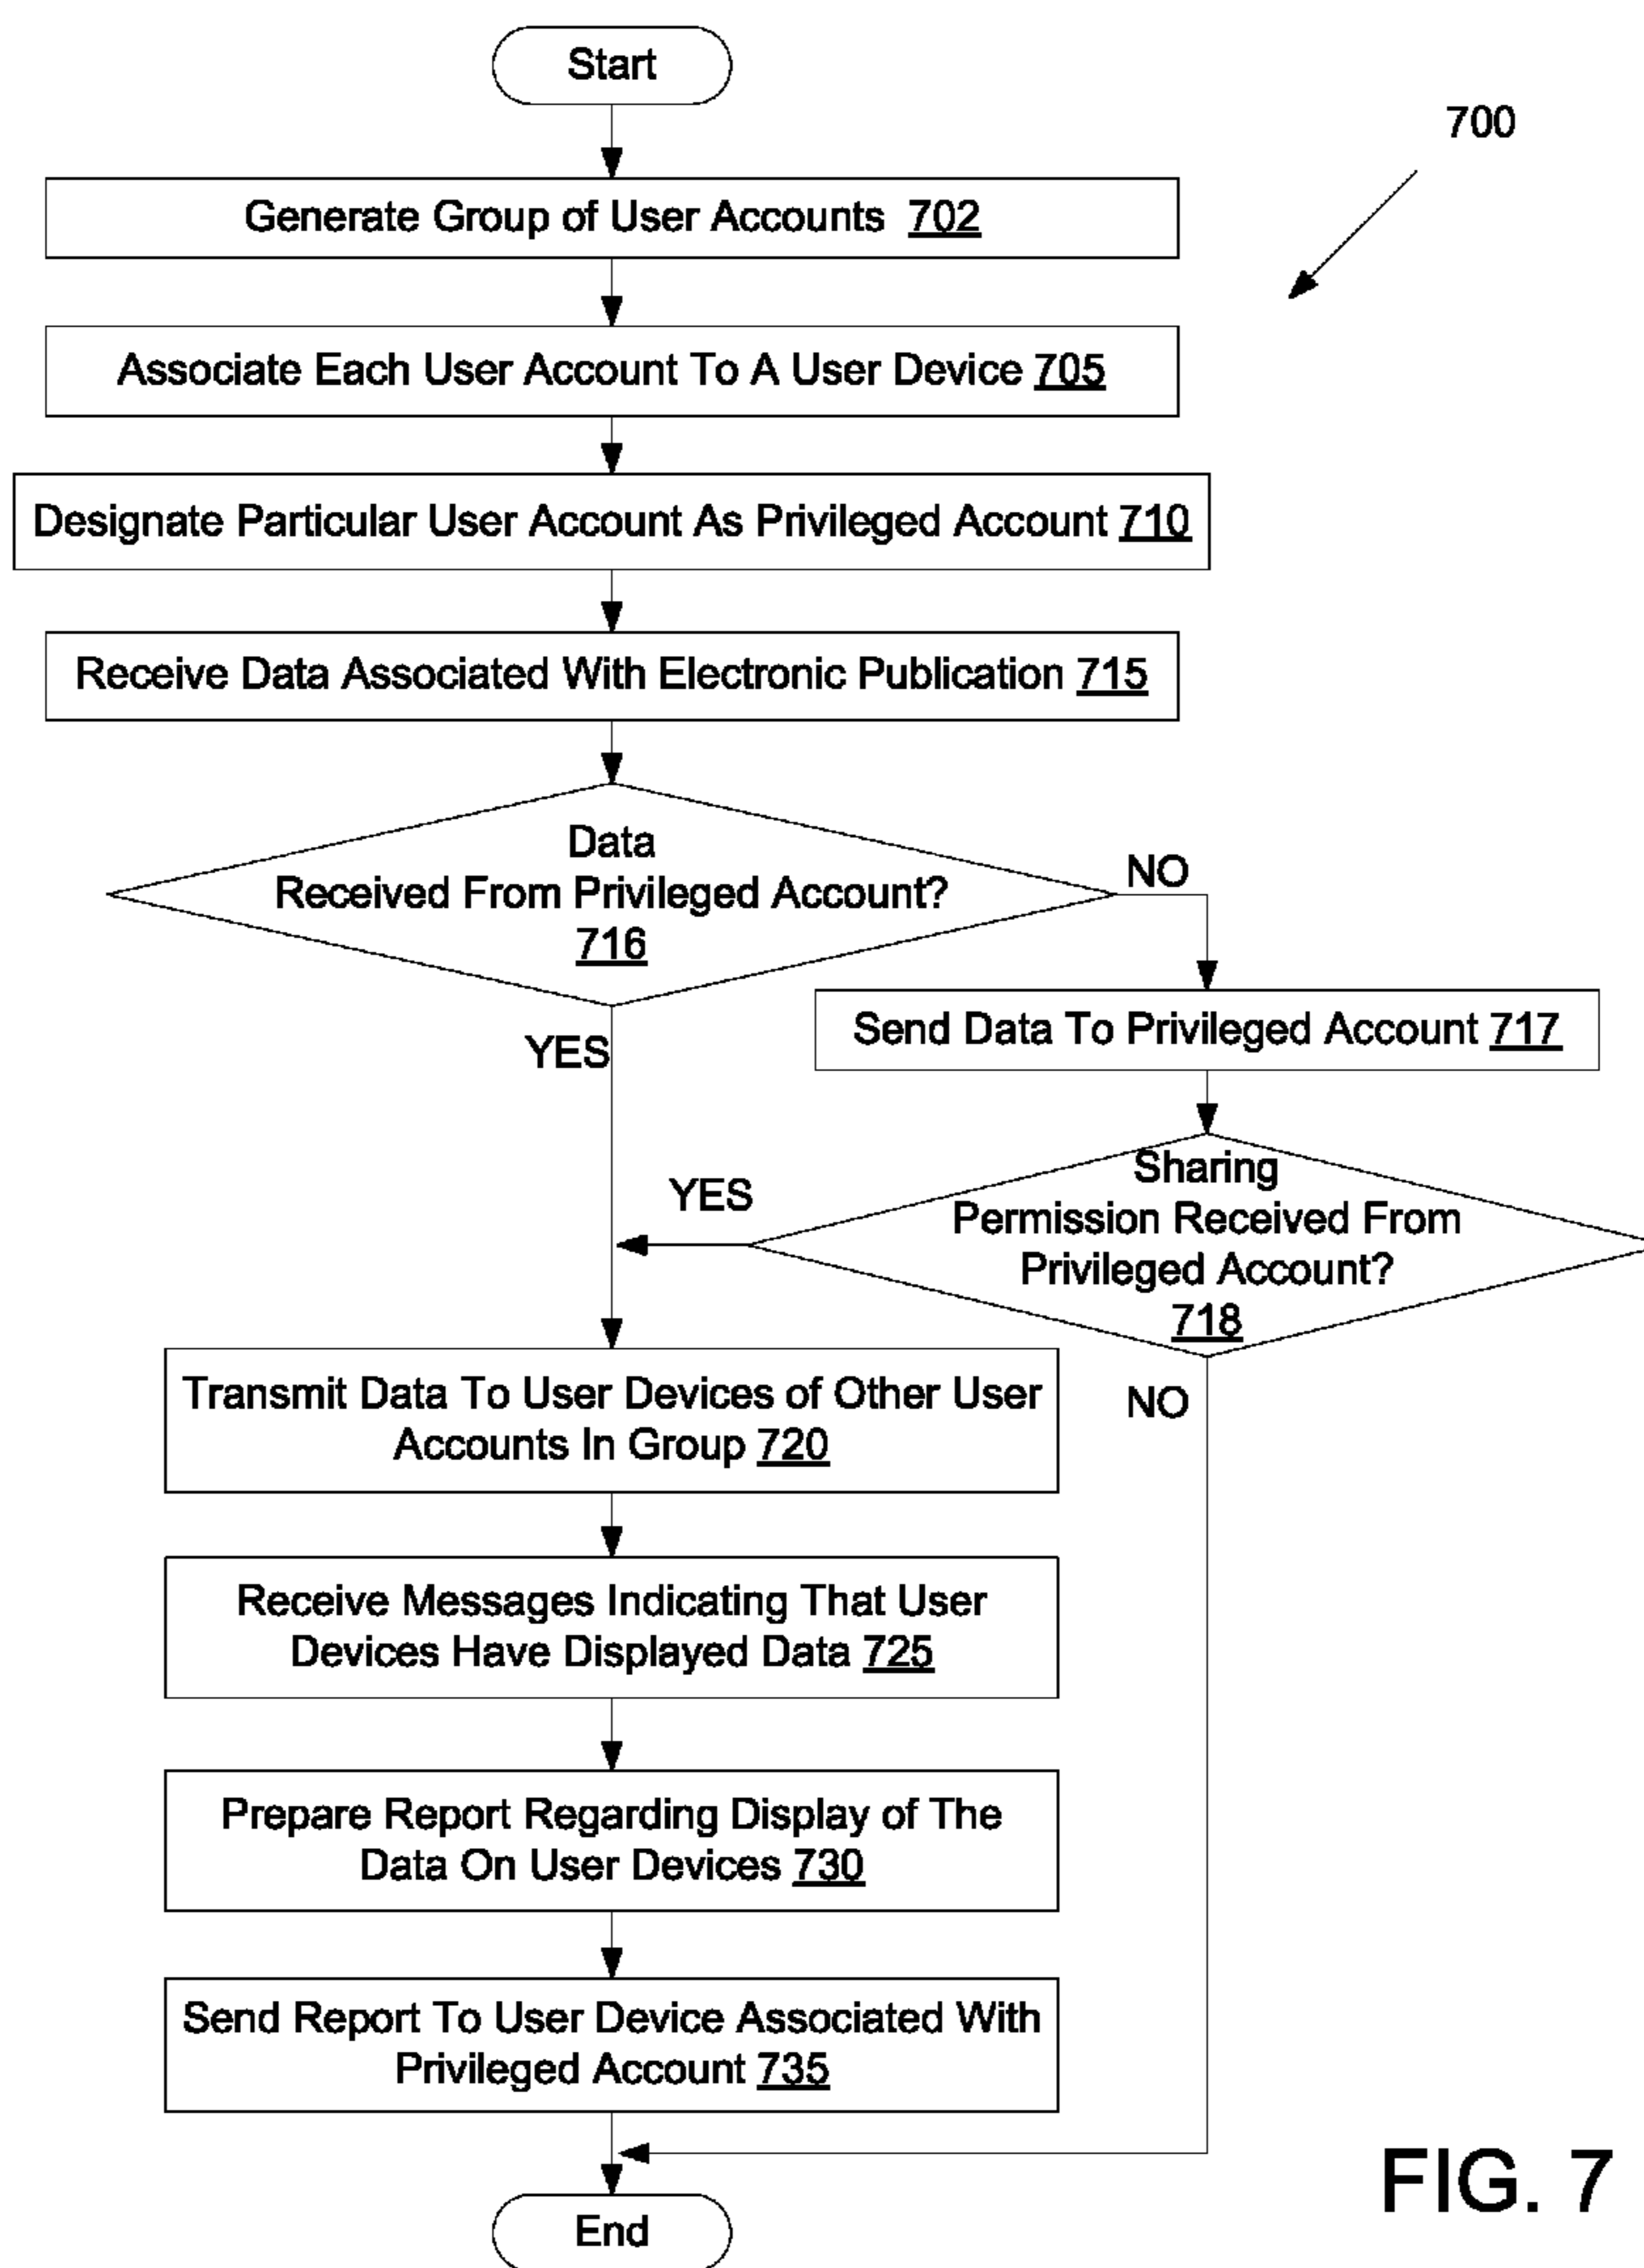 Start
700
Generate Group of User Accounts 702
Associate Each User Account To A User Device 705
Designate Particular User Account As Privileged Account 710
Receive Data Associated With Electronic Publication 715
Data
Received From Privileged Account?
716
NO
YES
Send Data To Privileged Account 717
Sharing
Permission Received From
Privileged Account?
718
YES
NO
Transmit Data To User Devices of Other User
Accounts In Group 720
Receive Messages Indicating That User
Devices Have Displayed Data 725
Prepare Report Regarding Display of The
Data On User Devices 730
Send Report To User Device Associated With
Privileged Account 735
End
FIG. 7